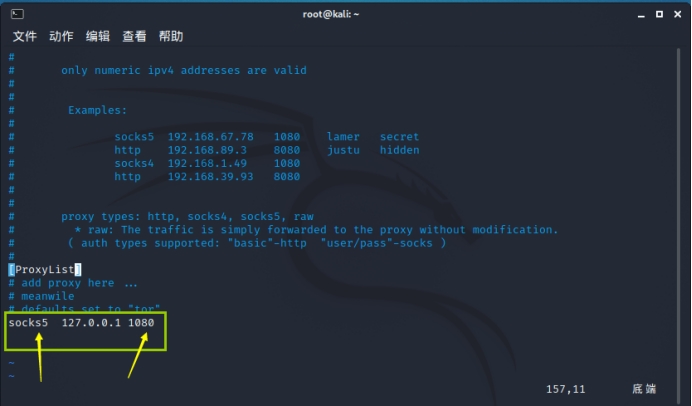 root@kali: ~
文件 动作 编辑 查看 帮助
#
# only numeric ipv4 addresses are valid
#
#
# Examples:
#
# socks5 192.168.67.78 1080 lamer secret
# http 192.168.89.3 8080 justu hidden
# socks4 192.168.1.49 1080
# http 192.168.39.93 8080
#
#
# proxy types: http, socks4, socks5, raw
# * raw: The traffic is simply forwarded to the proxy without modification.
# ( auth types supported: "basic"-http "user/pass"-socks )
#
[ProxyList]
# add proxy here ...
# meanwile
# defaults set to "tor"
socks5 127.0.0.1 1080
~
~
157,11 底端